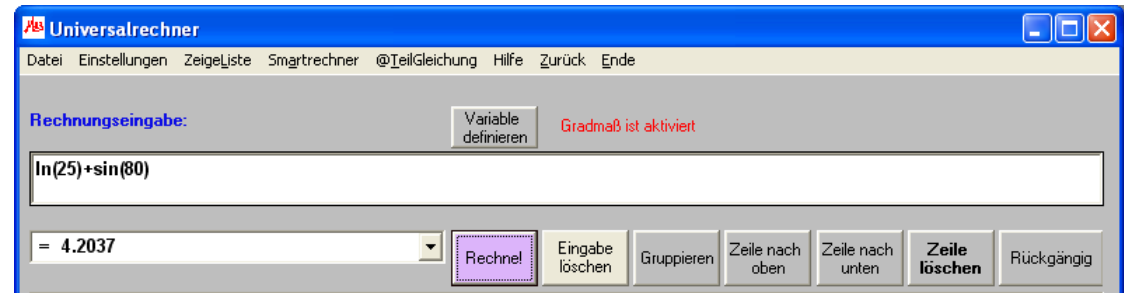 Universalrechner
Datei Einstellungen ZeigeListe Smartrechner @TeilGleichung Hilfe Zurück Ende
Rechnungseingabe:
Variable
definieren
Gradmaß ist aktiviert
ln(25)+sin(80)
= 4.2037
Rechne!
Eingabe
löschen
Gruppieren
Zeile nach
oben
Zeile nach
unten
Zeile
löschen
Rückgängig